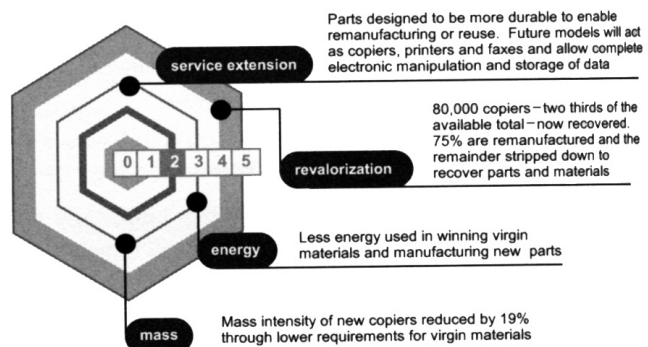 service extension
Parts designed to be more durable to enable
remanufacturing or reuse. Future models will act
as copiers, printers and faxes and allow complete
electronic manipulation and storage of data
80,000 copiers–two thirds of the
available total–now recovered.
75% are remanufactured and the
remainder stripped down to
recover parts and materials
revalorization
0 1 2 3 4 5
energy
Less energy used in winning virgin
materials and manufacturing new parts
mass
Mass intensity of new copiers reduced by 19%
through lower requirements for virgin materials